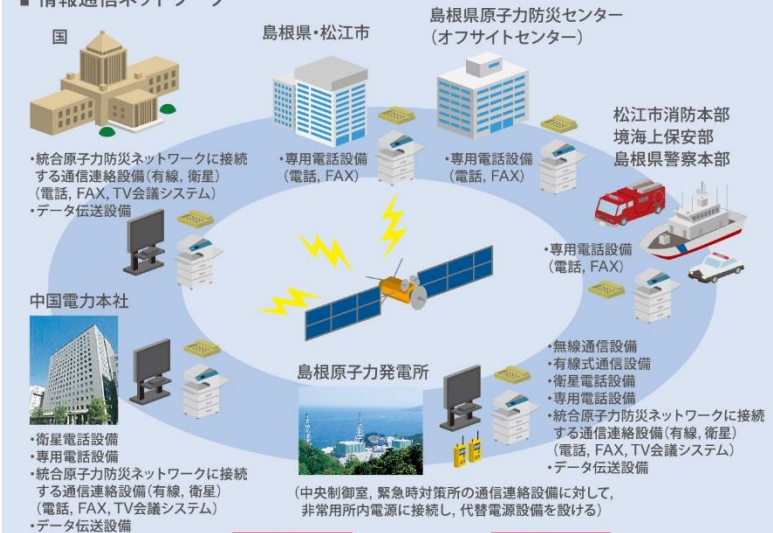 ■ 情報通信ネットワーク
国
島根県・松江市
島根県原子力防災センター
(オフサイトセンター)
松江市消防本部
境海上保安部
島根県警察本部
・統合原子力防災ネットワークに接続
する通信連絡設備(有線, 衛星)
(電話, FAX, TV会議システム)
・データ伝送設備
・専用電話設備
(電話, FAX)
・専用電話設備
(電話, FAX)
・専用電話設備
(電話, FAX)
中国電力本社
・衛星電話設備
・専用電話設備
・統合原子力防災ネットワークに接続
する通信連絡設備(有線, 衛星)
(電話, FAX, TV会議システム)
・データ伝送設備
島根原子力発電所
・無線通信設備
・有線式通信設備
・衛星電話設備
・専用電話設備
・統合原子力防災ネットワークに接続
する通信連絡設備(有線, 衛星)
(電話, FAX, TV会議システム)
・データ伝送設備
(中央制御室, 緊急時対策所の通信連絡設備に対して,
非常用所内電源に接続し, 代替電源設備を設ける)